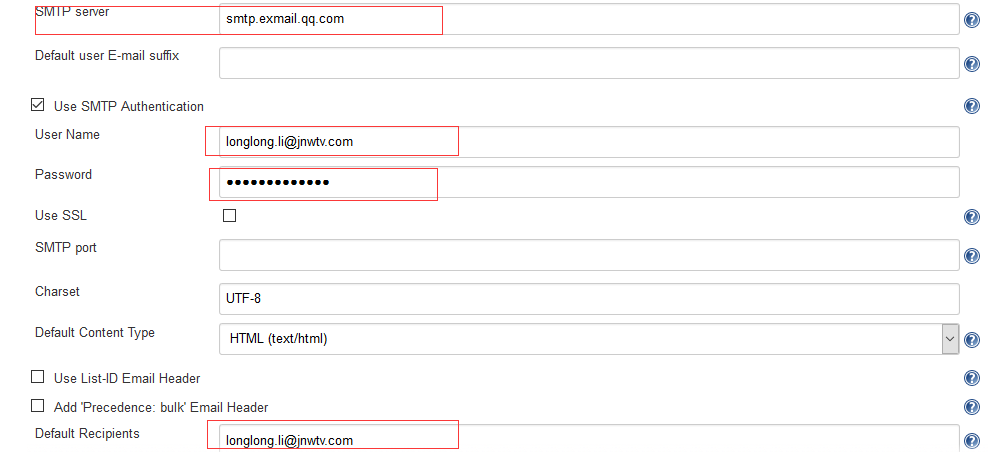 SMTP server
smtp.exmail.qq.com
Default user E-mail suffix
Use SMTP Authentication
User Name
longlong.li@jnwtv.com
Password
●●●●●●●●●●●●●
Use SSL
SMTP port
Charset
UTF-8
Default Content Type
HTML (text/html)
Use List-ID Email Header
Add 'Precedence: bulk' Email Header
Default Recipients
longlong.li@jnwtv.com